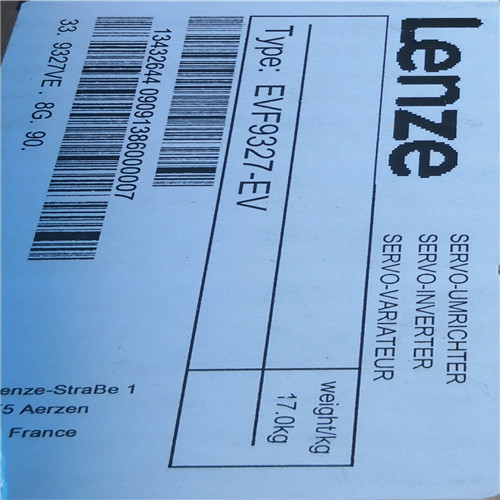 Lenze
SERVO-UMRICHTER
SERVO-INVERTER
SERVO-VARIATEUR
Type: EVF9327-EV
weight/kg
17.0kg
13432644 09091386000007
33. 9327VE . 8G 90.
enze-StraBe 1
5 Aerzen
France